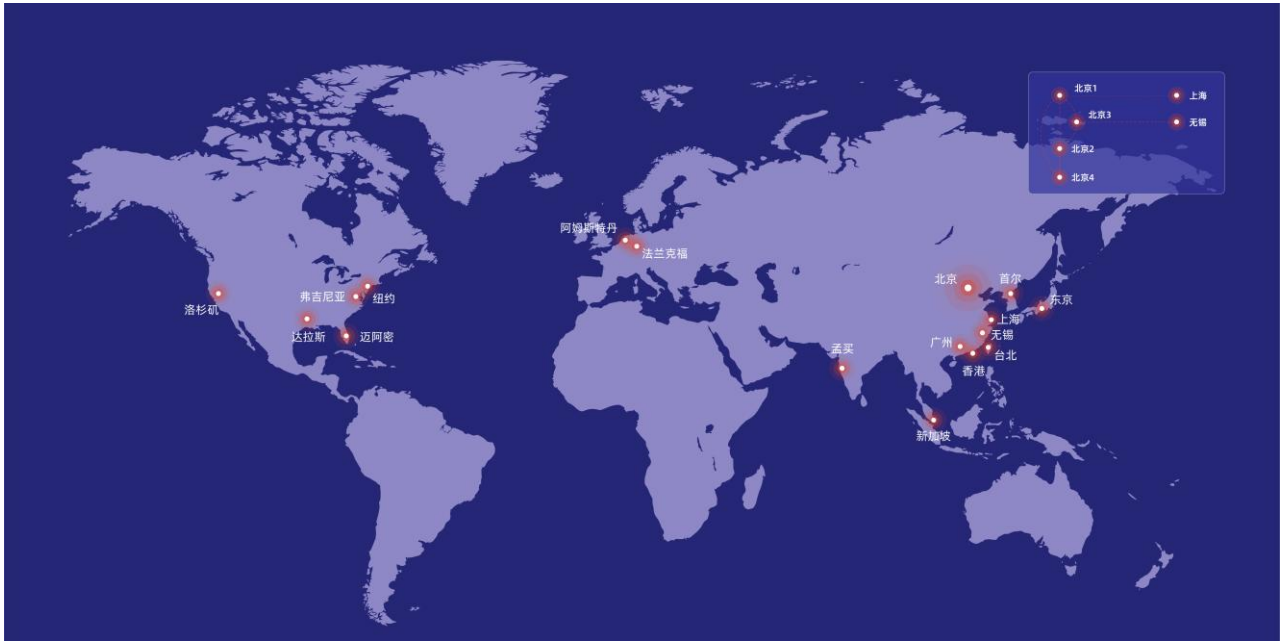 北京1
上海
北京3
无锡
北京2
北京4
阿姆斯特丹
法兰克福
北京
首尔
东京
洛杉矶
弗吉尼亚
纽约
上海
达拉斯
迈阿密
无锡
广州
孟买
台北
香港
新加坡